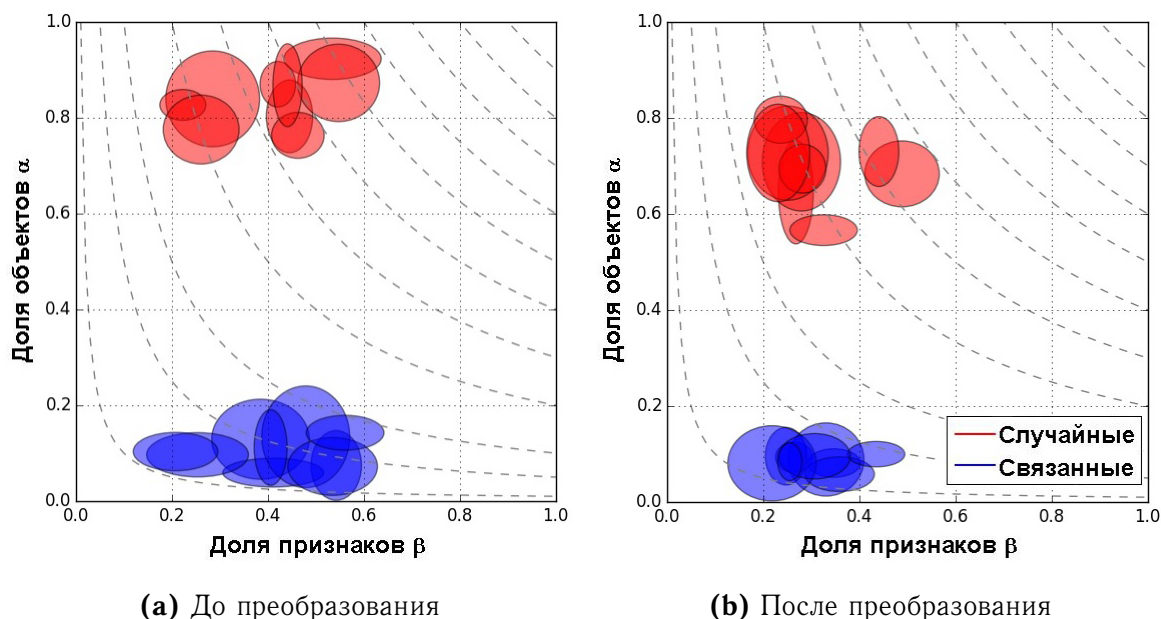 1.0
0.8
0.6
0.4
0.2
0.0
0.0 0.2 0.4 0.6 0.8 1.0
Доля объектов α
Доля признаков β
(a) До преобразования
1.0
0.8
0.6
0.4
0.2
0.0
0.0 0.2 0.4 0.6 0.8 1.0
Доля объектов α
Доля признаков β
Случайные
Связанные
(b) После преобразования